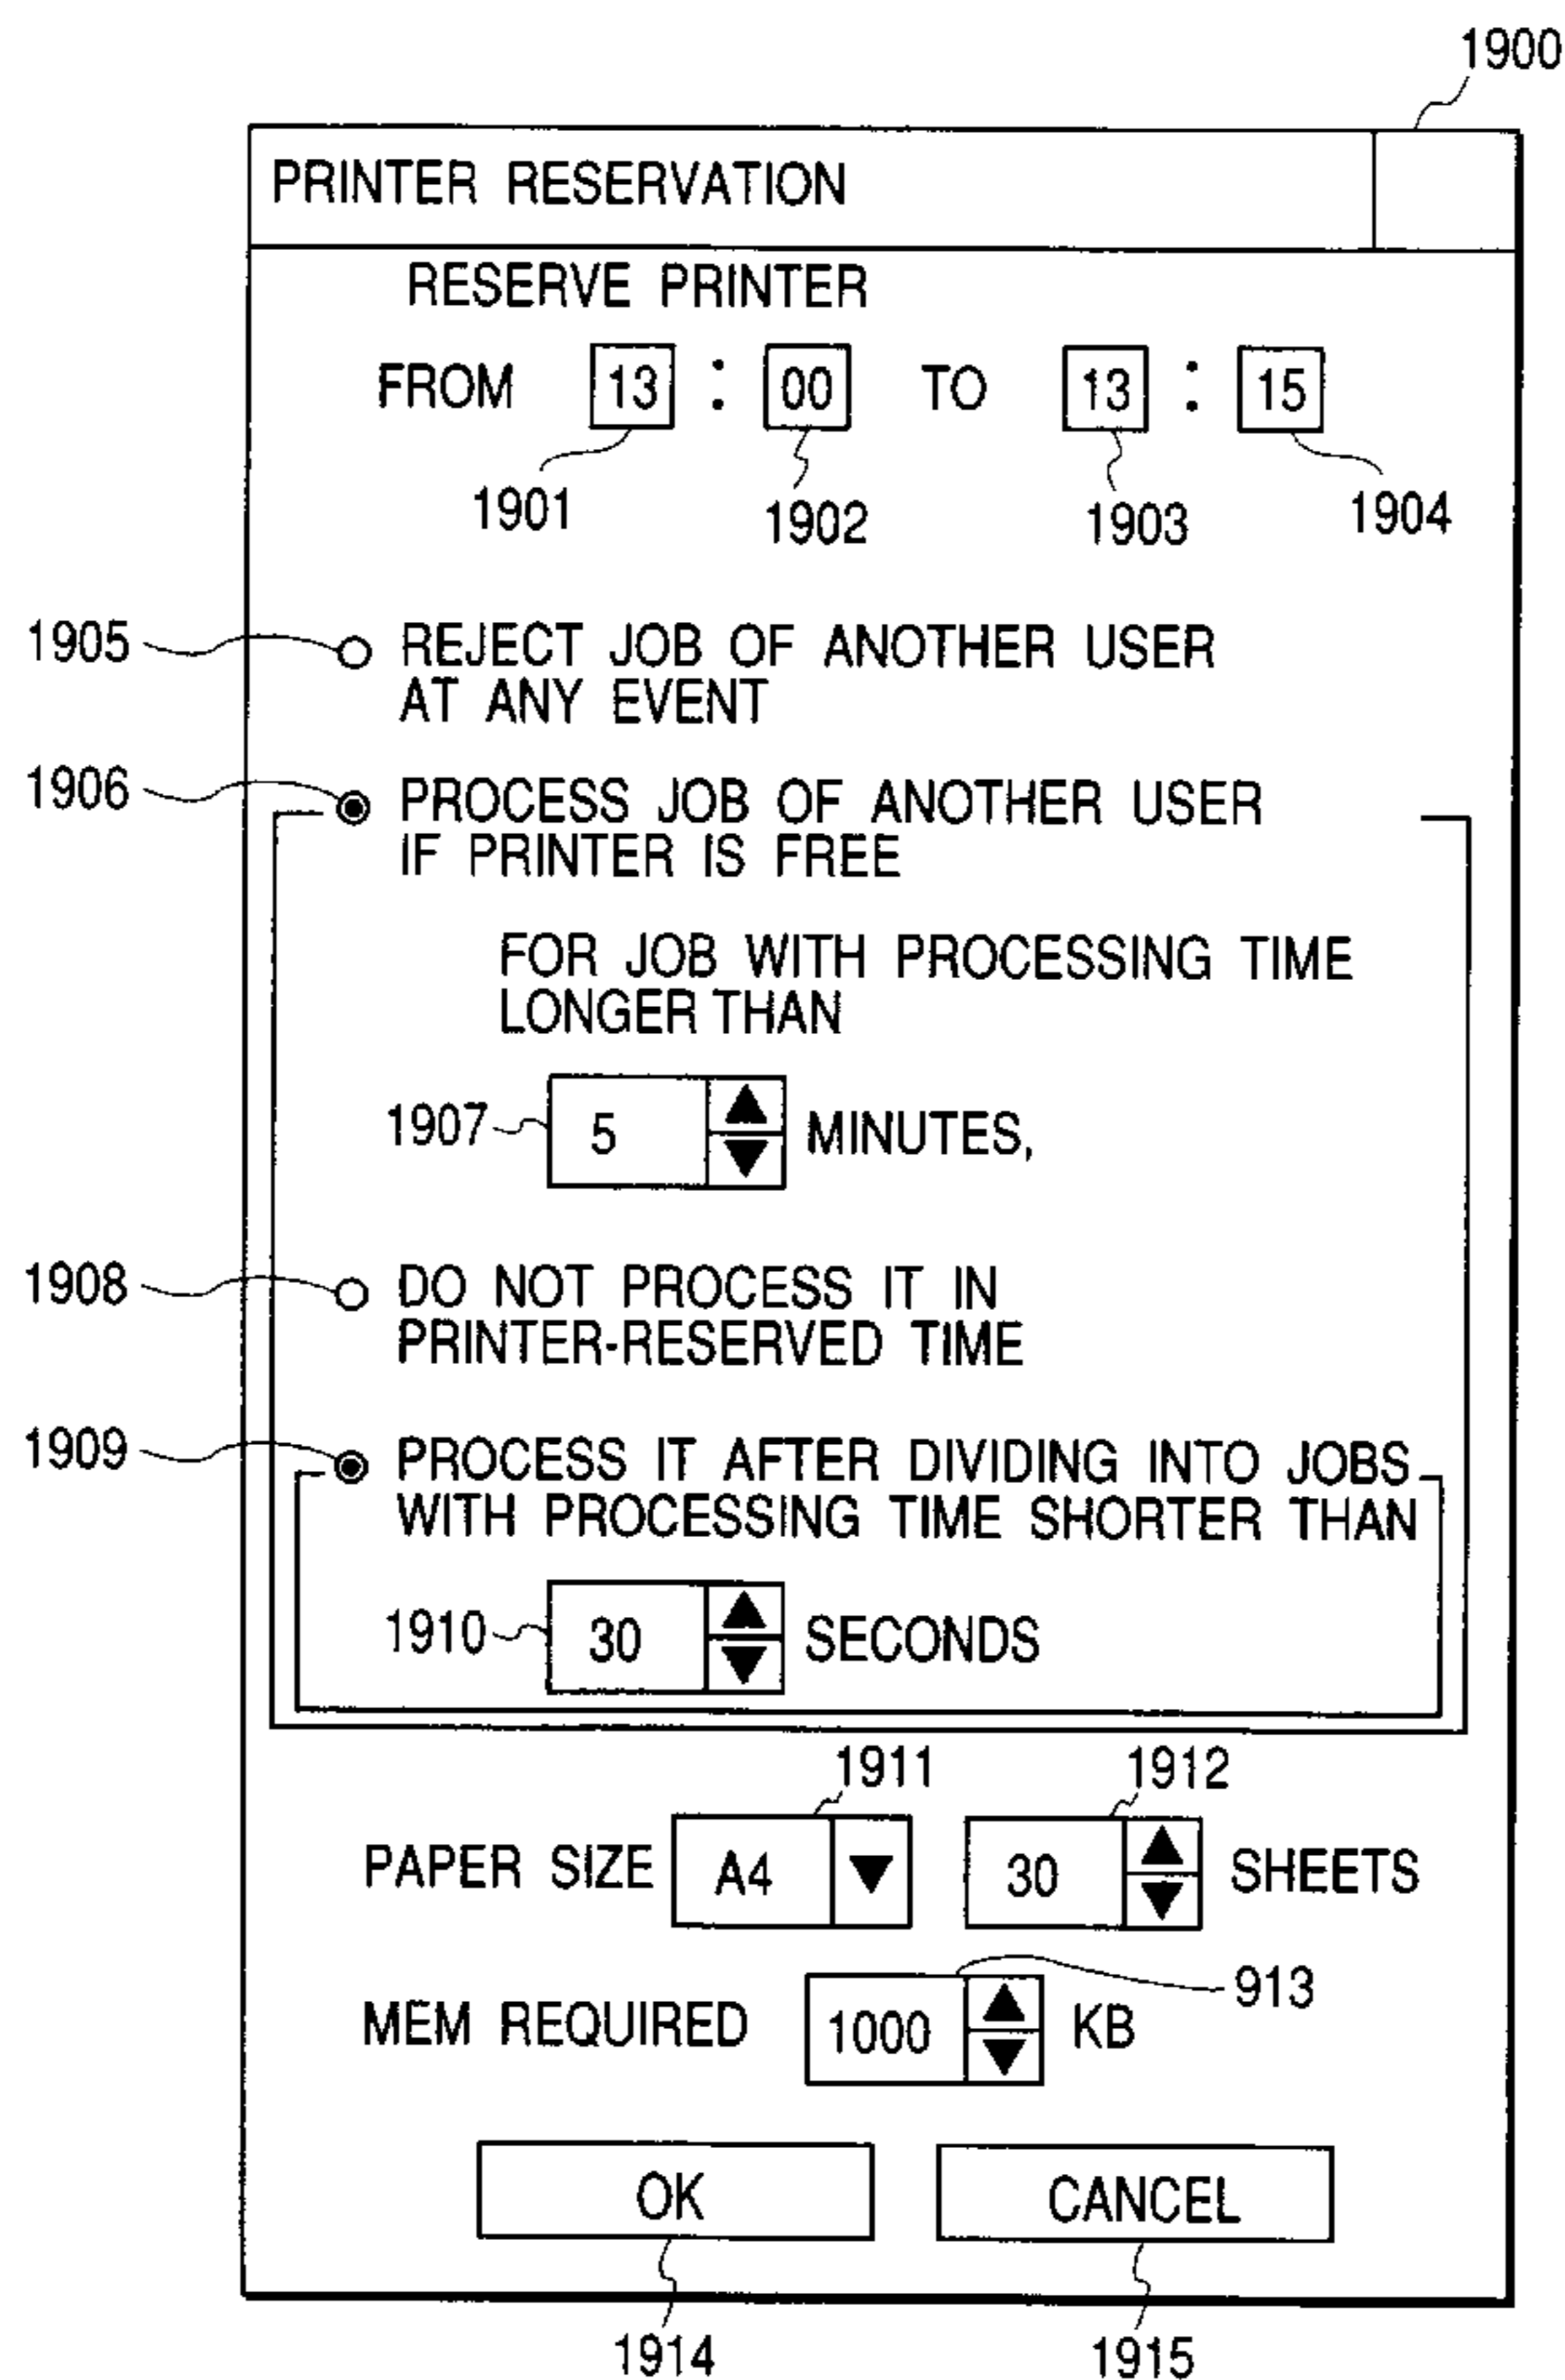 1900
PRINTER RESERVATION
RESERVE PRINTER
FROM 13 : 00 TO 13 : 15
1901 1902 1903 1904
1905 REJECT JOB OF ANOTHER USER
AT ANY EVENT
1906 PROCESS JOB OF ANOTHER USER
IF PRINTER IS FREE
FOR JOB WITH PROCESSING TIME
LONGER THAN
1907 5 MINUTES,
1908 DO NOT PROCESS IT IN
PRINTER-RESERVED TIME
1909 PROCESS IT AFTER DIVIDING INTO JOBS
WITH PROCESSING TIME SHORTER THAN
1910 30 SECONDS
1911 1912
PAPER SIZE A4 30 SHEETS
913
MEM REQUIRED 1000 KB
OK CANCEL
1914 1915